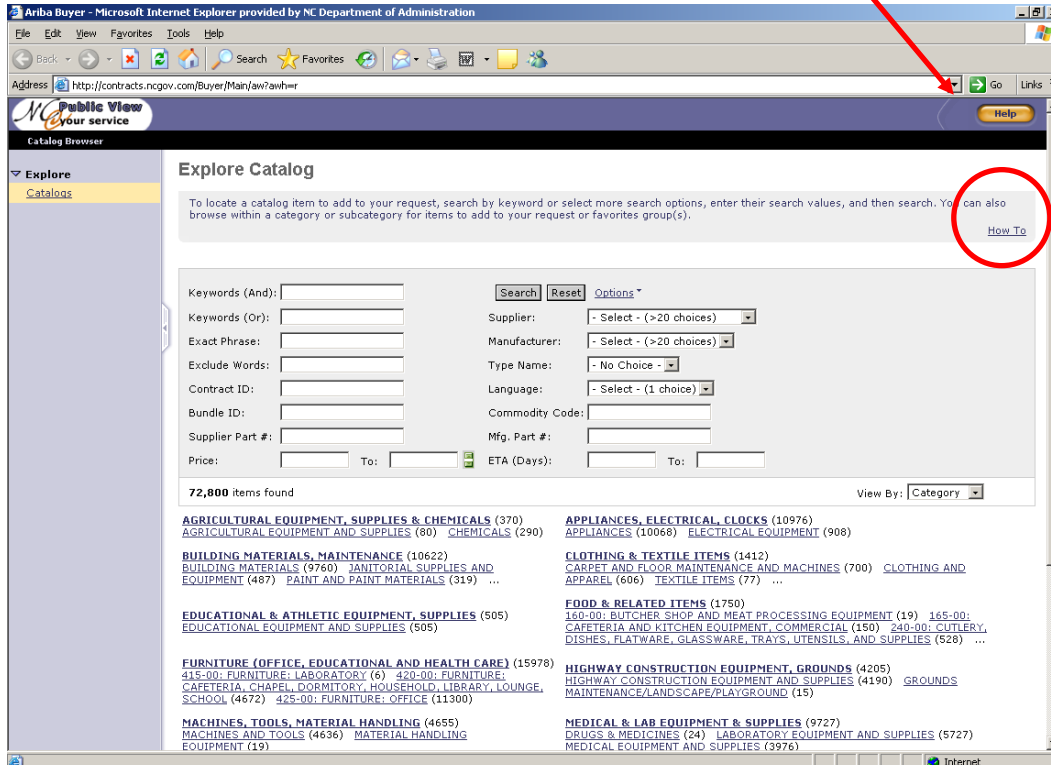 Ariba Buyer - Microsoft Internet Explorer provided by NC Department of Administration
File Edit View Favorites Tools Help
Back Search Favorites
Address http://contracts.ncgov.com/Buyer/Main/aw?awh=r Go Links
NC Public View
@your service
Help
Catalog Browser
Explore
Catalogs
Explore Catalog
To locate a catalog item to add to your request, search by keyword or select more search options, enter their search values, and then search. You can also
browse within a category or subcategory for items to add to your request or favorites group(s).
How To
Keywords (And): Search Reset Options
Keywords (Or): Supplier: - Select - (>20 choices)
Exact Phrase: Manufacturer: - Select - (>20 choices)
Exclude Words: Type Name: - No Choice -
Contract ID: Language: - Select - (1 choice)
Bundle ID: Commodity Code:
Supplier Part #: Mfg. Part #:
Price: To: ETA (Days): To:
72,800 items found View By: Category
AGRICULTURAL EQUIPMENT, SUPPLIES & CHEMICALS (370)
AGRICULTURAL EQUIPMENT AND SUPPLIES (80) CHEMICALS (290)
APPLIANCES, ELECTRICAL, CLOCKS (10976)
APPLIANCES (10068) ELECTRICAL EQUIPMENT (908)
BUILDING MATERIALS, MAINTENANCE (10622)
BUILDING MATERIALS (9760) JANITORIAL SUPPLIES AND
EQUIPMENT (487) PAINT AND PAINT MATERIALS (319) ...
CLOTHING & TEXTILE ITEMS (1412)
CARPET AND FLOOR MAINTENANCE AND MACHINES (700) CLOTHING AND
APPAREL (606) TEXTILE ITEMS (77) ...
EDUCATIONAL & ATHLETIC EQUIPMENT, SUPPLIES (505)
EDUCATIONAL EQUIPMENT AND SUPPLIES (505)
FOOD & RELATED ITEMS (1750)
160-00: BUTCHER SHOP AND MEAT PROCESSING EQUIPMENT (19) 165-00:
CAFETERIA AND KITCHEN EQUIPMENT, COMMERCIAL (150) 240-00: CUTLERY,
DISHES, FLATWARE, GLASSWARE, TRAYS, UTENSILS, AND SUPPLIES (528) ...
FURNITURE (OFFICE, EDUCATIONAL AND HEALTH CARE) (15978)
415-00: FURNITURE: LABORATORY (6) 420-00: FURNITURE:
CAFETERIA, CHAPEL, DORMITORY, HOUSEHOLD, LIBRARY, LOUNGE,
SCHOOL (4672) 425-00: FURNITURE: OFFICE (11300)
HIGHWAY CONSTRUCTION EQUIPMENT, GROUNDS (4205)
HIGHWAY CONSTRUCTION EQUIPMENT AND SUPPLIES (4190) GROUNDS
MAINTENANCE/LANDSCAPE/PLAYGROUND (15)
MACHINES, TOOLS, MATERIAL HANDLING (4655)
MACHINES AND TOOLS (4636) MATERIAL HANDLING
EQUIPMENT (19)
MEDICAL & LAB EQUIPMENT & SUPPLIES (9727)
DRUGS & MEDICINES (24) LABORATORY EQUIPMENT AND SUPPLIES (5727)
MEDICAL EQUIPMENT AND SUPPLIES (3976)
Internet